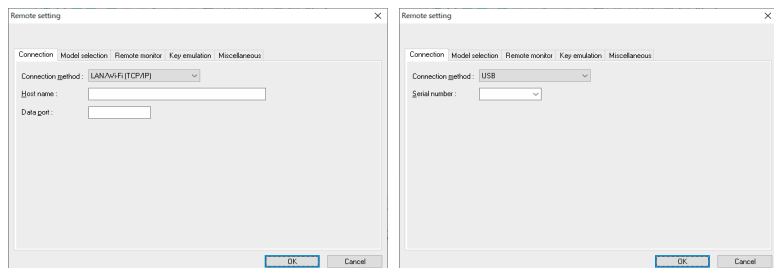 Remote setting
Connection Model selection Remote monitor Key emulation Miscellaneous
Connection method : LAN/Wi-Fi (TCP/IP)
Host name :
Data port :
OK Cancel
Remote setting
Connection Model selection Remote monitor Key emulation Miscellaneous
Connection method : USB
Serial number :
OK Cancel